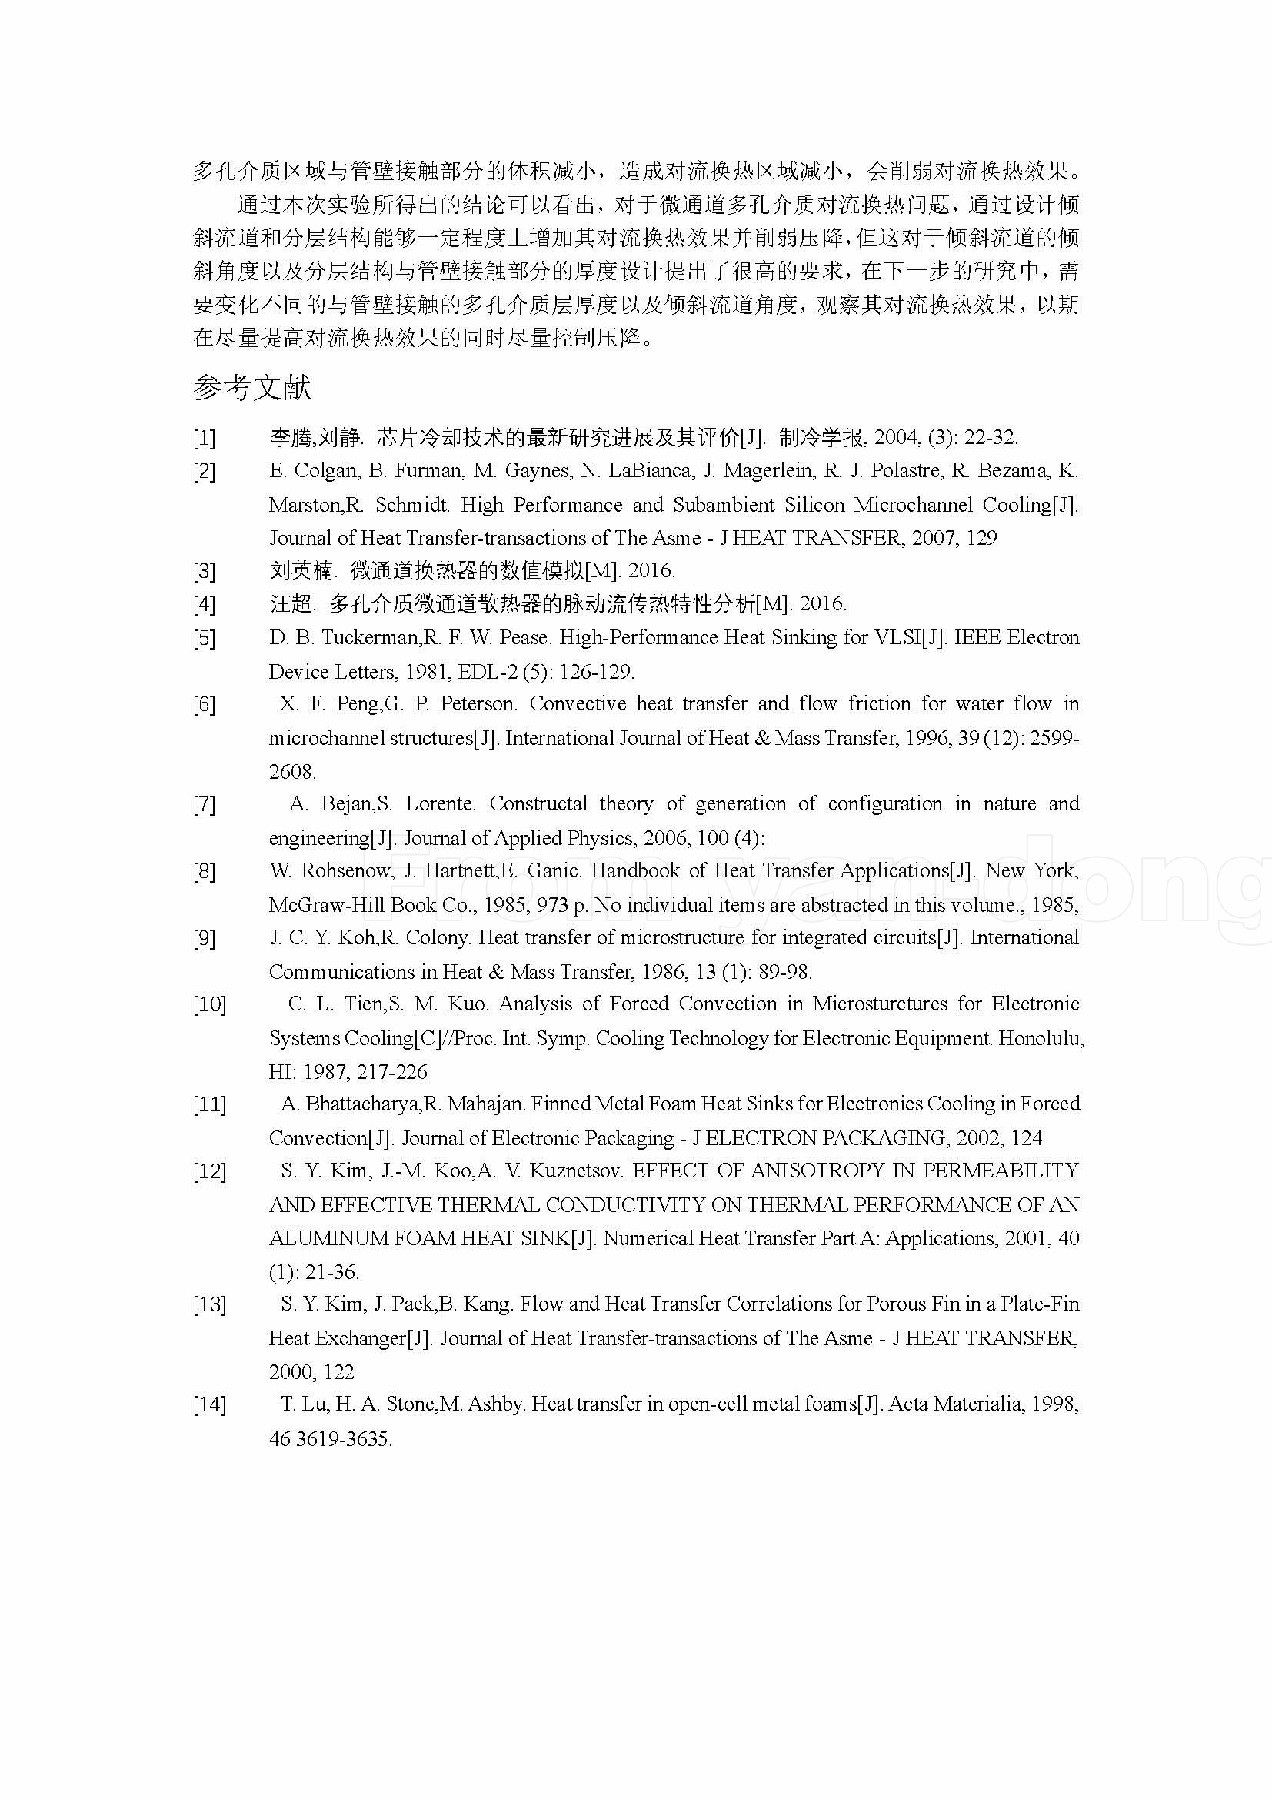 多孔介质区域与管壁接触部分的体积减小，造成对流换热区域减小，会削弱对流换热效果。
通过本次实验所得出的结论可以看出，对于微通道多孔介质对流换热问题，通过设计倾
斜流道和分层结构能够一定程度上增加其对流换热效果并削弱压降，但这对于倾斜流道的倾
斜角度以及分层结构与管壁接触部分的厚度设计提出了很高的要求，在下一步的研究中，需
要变化不同的与管壁接触的多孔介质层厚度以及倾斜流道角度，观察其对流换热效果，以期
在尽量提高对流换热效果的同时尽量控制压降。
参考文献
[1] 李腾,刘静. 芯片冷却技术的最新研究进展及其评价[J]. 制冷学报, 2004, (3): 22-32.
[2] E. Colgan, B. Furman, M. Gaynes, N. LaBianca, J. Magerlein, R. J. Polastre, R. Bezama, K.
Marston,R. Schmidt. High Performance and Subambient Silicon Microchannel Cooling[J].
Journal of Heat Transfer-transactions of The Asme - J HEAT TRANSFER, 2007, 129
[3] 刘英楠. 微通道换热器的数值模拟[M]. 2016.
[4] 汪超. 多孔介质微通道散热器的脉动流传热特性分析[M]. 2016.
[5] D. B. Tuckerman,R. F. W. Pease. High-Performance Heat Sinking for VLSI[J]. IEEE Electron
Device Letters, 1981, EDL-2 (5): 126-129.
[6] X. F. Peng,G. P. Peterson. Convective heat transfer and flow friction for water flow in
microchannel structures[J]. International Journal of Heat & Mass Transfer, 1996, 39 (12): 2599-
2608.
[7] A. Bejan,S. Lorente. Constructal theory of generation of configuration in nature and
engineering[J]. Journal of Applied Physics, 2006, 100 (4):
[8] W. Rohsenow, J. Hartnett,E. Ganic. Handbook of Heat Transfer Applications[J]. New York,
McGraw-Hill Book Co., 1985, 973 p. No individual items are abstracted in this volume., 1985,
[9] J. C. Y. Koh,R. Colony. Heat transfer of microstructure for integrated circuits[J]. International
Communications in Heat & Mass Transfer, 1986, 13 (1): 89-98.
[10] C. L. Tien,S. M. Kuo. Analysis of Forced Convection in Microsturctures for Electronic
Systems Cooling[C]//Proc. Int. Symp. Cooling Technology for Electronic Equipment. Honolulu,
HI: 1987, 217-226
[11] A. Bhattacharya,R. Mahajan. Finned Metal Foam Heat Sinks for Electronics Cooling in Forced
Convection[J]. Journal of Electronic Packaging - J ELECTRON PACKAGING, 2002, 124
[12] S. Y. Kim, J.-M. Koo,A. V. Kuznetsov. EFFECT OF ANISOTROPY IN PERMEABILITY
AND EFFECTIVE THERMAL CONDUCTIVITY ON THERMAL PERFORMANCE OF AN
ALUMINUM FOAM HEAT SINK[J]. Numerical Heat Transfer Part A: Applications, 2001, 40
(1): 21-36.
[13] S. Y. Kim, J. Paek,B. Kang. Flow and Heat Transfer Correlations for Porous Fin in a Plate-Fin
Heat Exchanger[J]. Journal of Heat Transfer-transactions of The Asme - J HEAT TRANSFER,
2000, 122
[14] T. Lu, H. A. Stone,M. Ashby. Heat transfer in open-cell metal foams[J]. Acta Materialia, 1998,
46 3619-3635.
From yan-dong